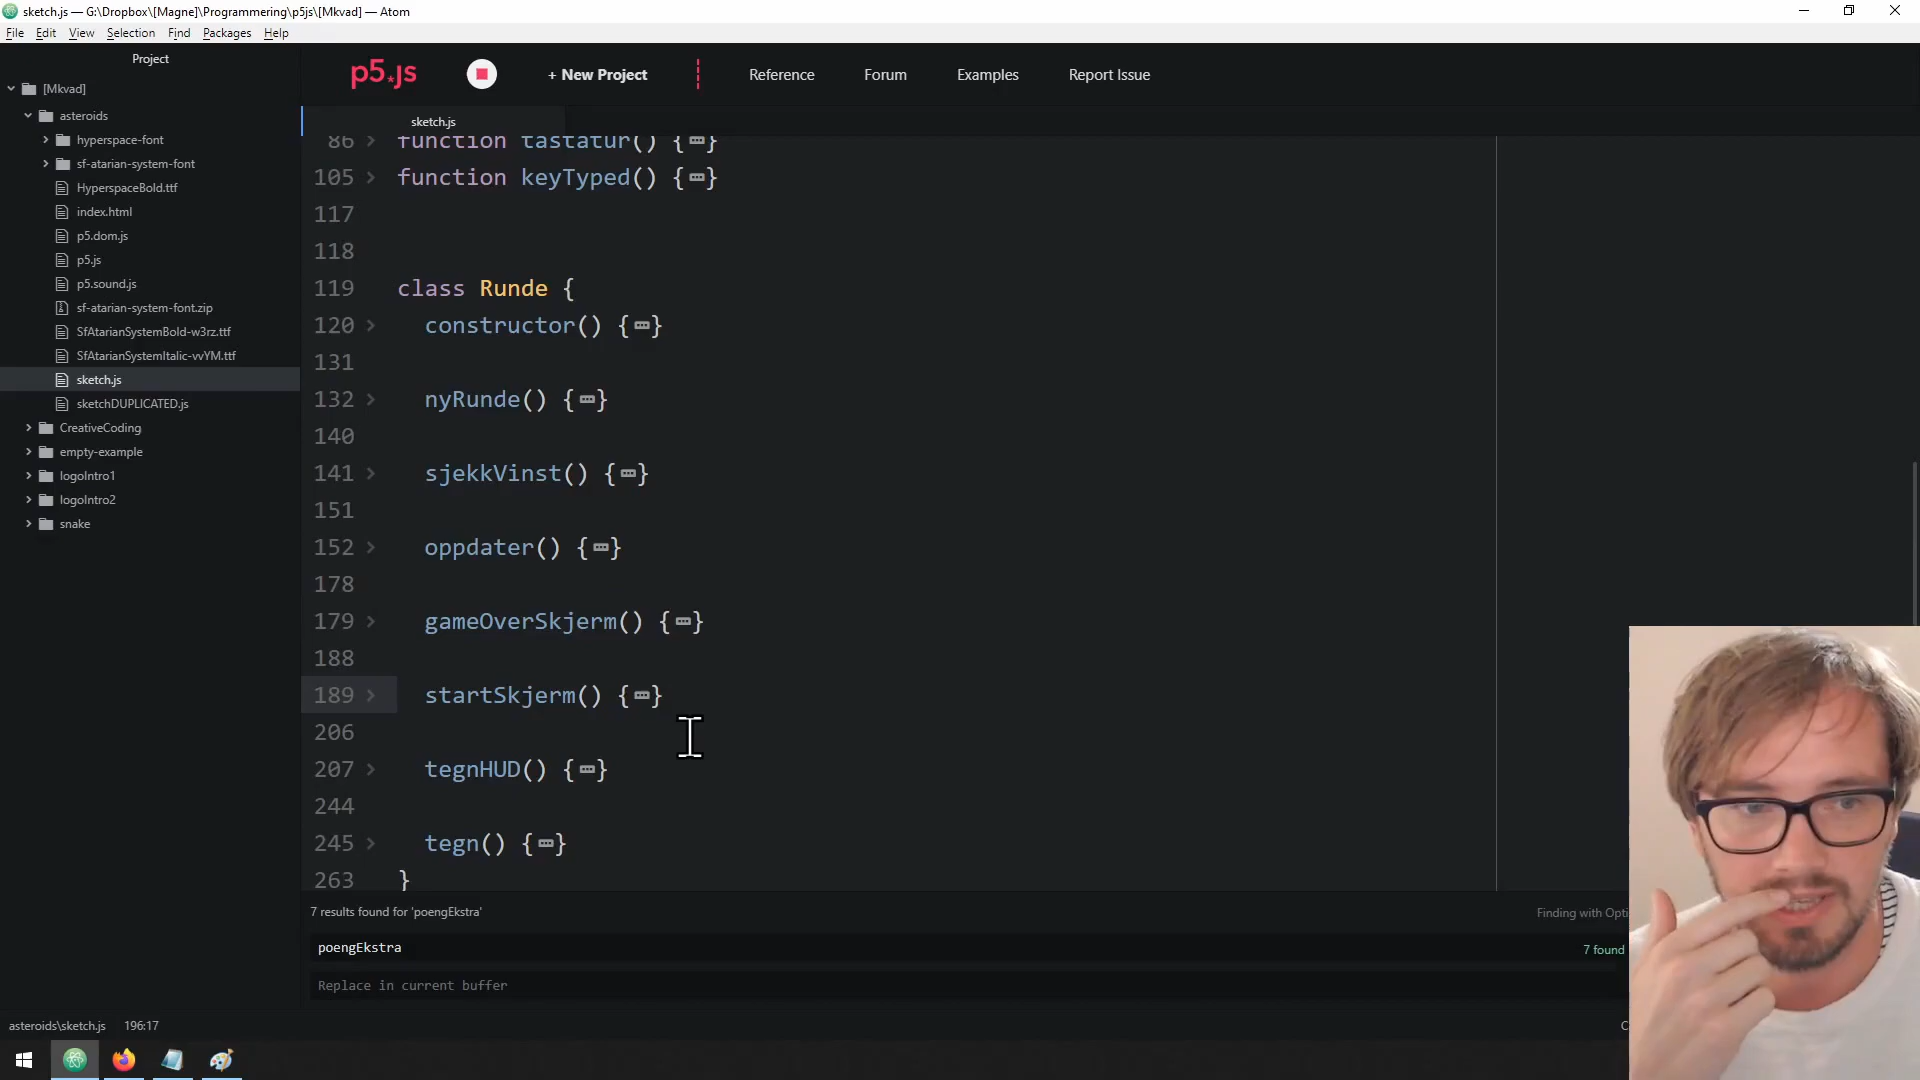 sketch.js — G:\Dropbox\[Magne]\Programmering\p5js\[Mkvad] — Atom
File Edit View Selection Find Packages Help
Project
[Mkvad]
asteroids
hyperspace-font
sf-atarian-system-font
HyperspaceBold.ttf
index.html
p5.dom.js
p5.js
p5.sound.js
sf-atarian-system-font.zip
SfAtarianSystemBold-w3rz.ttf
SfAtarianSystemItalic-vvYM.ttf
sketch.js
sketchDUPLICATED.js
CreativeCoding
empty-example
logoIntro1
logoIntro2
snake
p5.js + New Project Reference Forum Examples Report Issue
sketch.js
86 function tastatur() {…}
105 function keyTyped() {…}
117
118
119 class Runde {
120 constructor() {…}
131
132 nyRunde() {…}
140
141 sjekkVinst() {…}
151
152 oppdater() {…}
178
179 gameOverSkjerm() {…}
188
189 startSkjerm() {…}
206
207 tegnHUD() {…}
244
245 tegn() {…}
263 }
7 results found for 'poengEkstra' Finding with Opti
poengEkstra 7 found
Replace in current buffer
asteroids\sketch.js 196:17